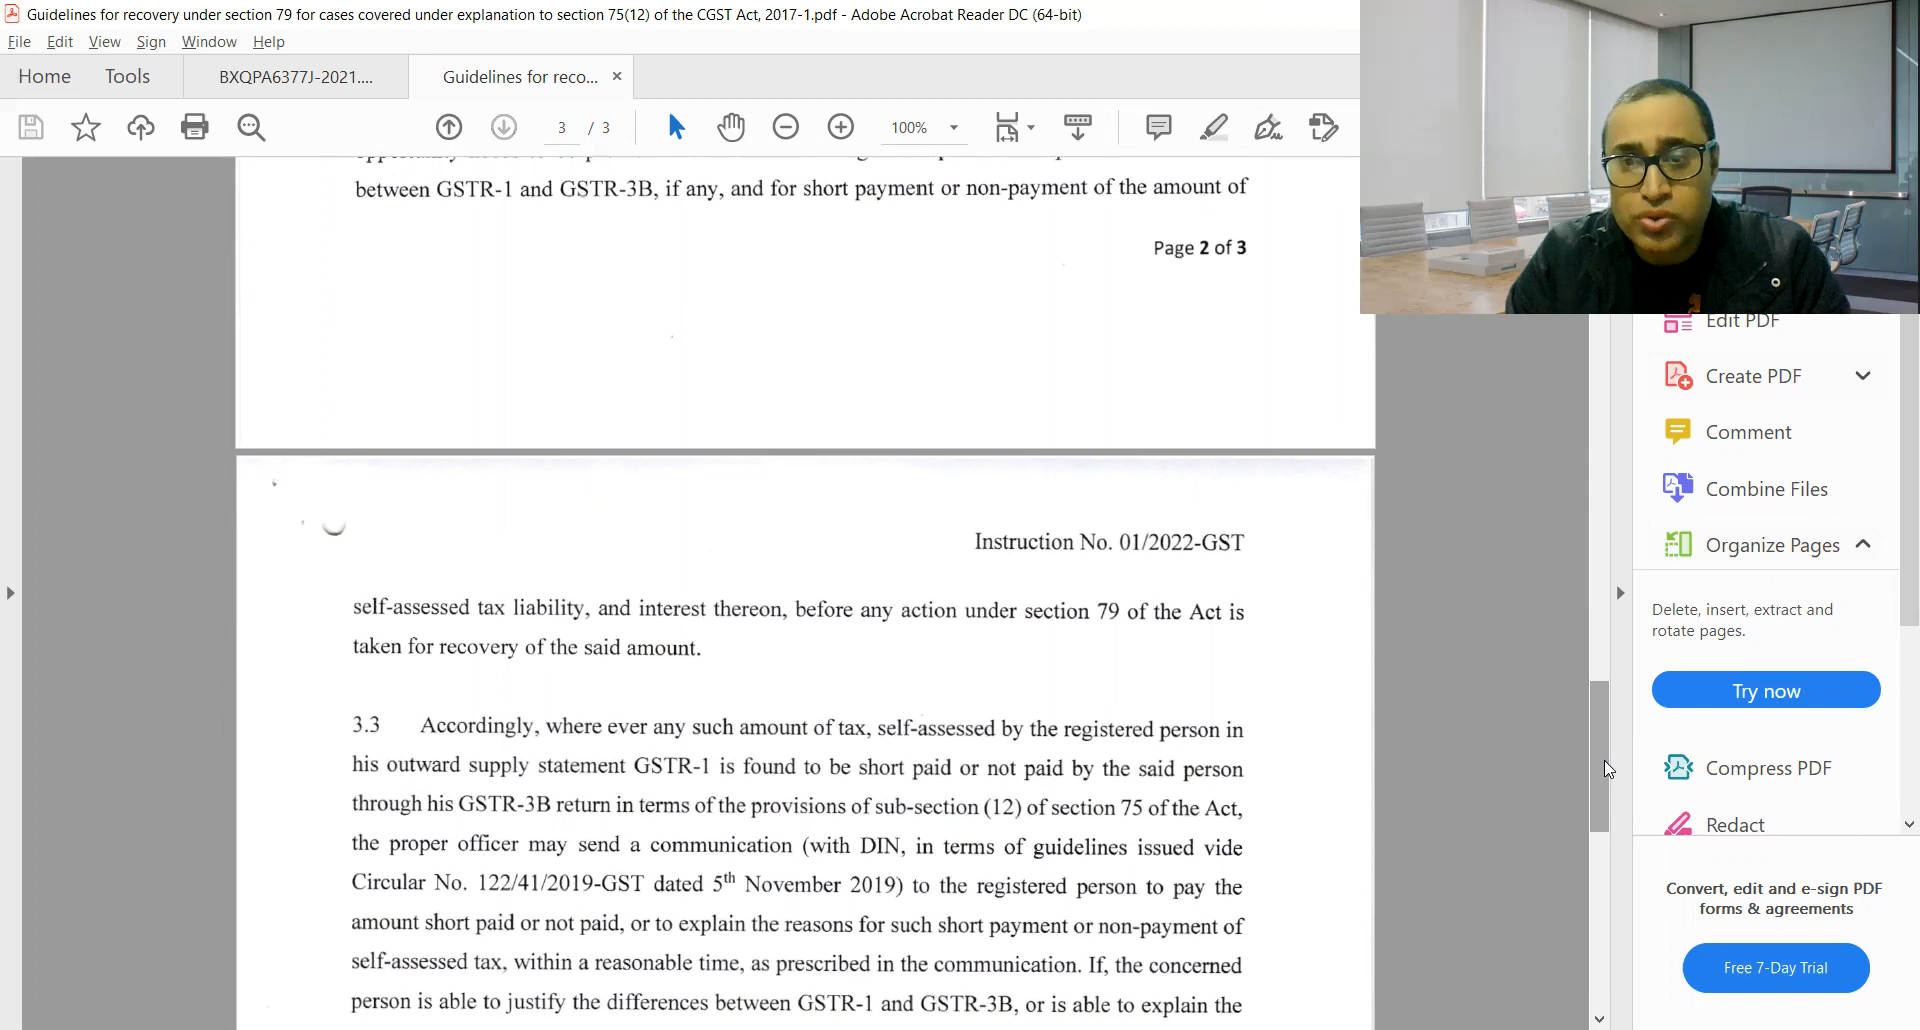 Guidelines for recovery under section 79 for cases covered under explanation to section 75(12) of the CGST Act, 2017-1.pdf - Adobe Acrobat Reader DC (64-bit)
File Edit View Sign Window Help
Home Tools BXQPA6377J-2021.... Guidelines for reco... ×
3 / 3 100%
between GSTR-1 and GSTR-3B, if any, and for short payment or non-payment of the amount of
Page 2 of 3
Instruction No. 01/2022-GST
self-assessed tax liability, and interest thereon, before any action under section 79 of the Act is
taken for recovery of the said amount.
3.3 Accordingly, where ever any such amount of tax, self-assessed by the registered person in
his outward supply statement GSTR-1 is found to be short paid or not paid by the said person
through his GSTR-3B return in terms of the provisions of sub-section (12) of section 75 of the Act,
the proper officer may send a communication (with DIN, in terms of guidelines issued vide
Circular No. 122/41/2019-GST dated 5th November 2019) to the registered person to pay the
amount short paid or not paid, or to explain the reasons for such short payment or non-payment of
self-assessed tax, within a reasonable time, as prescribed in the communication. If, the concerned
person is able to justify the differences between GSTR-1 and GSTR-3B, or is able to explain the
Edit PDF
Create PDF
Comment
Combine Files
Organize Pages
Delete, insert, extract and
rotate pages.
Try now
Compress PDF
Redact
Convert, edit and e-sign PDF
forms & agreements
Free 7-Day Trial